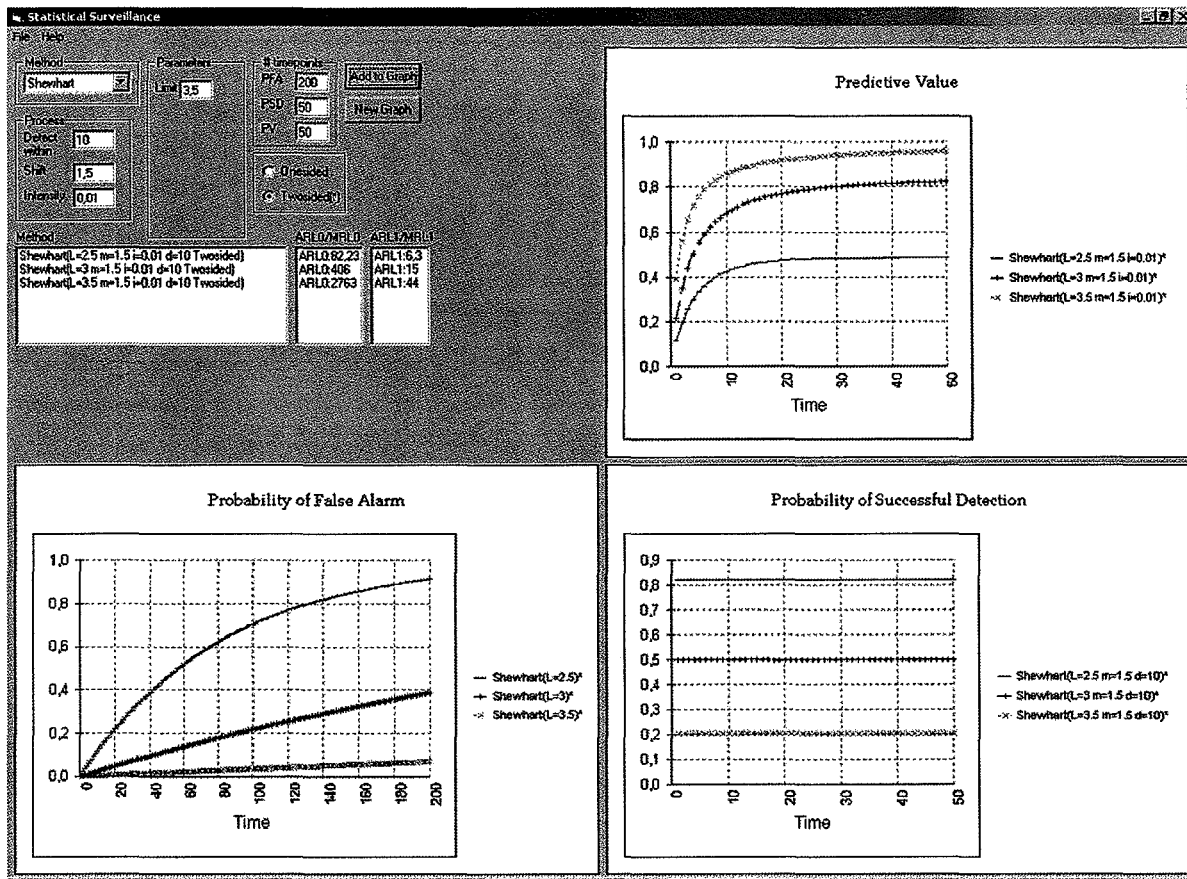 Statistical Surveillance
File Help
Method
Shewhart
Parameters
Limit 3,5
# timepoints
PFA 200
PSD 50
PV 50
Add to Graph
New Graph
Process
Detect within 10
Shift 1,5
Intensity 0,01
Onesided
Twosided(*)
Method
ARL0/MRL0
ARL1/MRL1
Shewhart(L=2.5 m=1.5 i=0.01 d=10 Twosided) ARL0:82,23 ARL1:6,3
Shewhart(L=3 m=1.5 i=0.01 d=10 Twosided) ARL0:406 ARL1:15
Shewhart(L=3.5 m=1.5 i=0.01 d=10 Twosided) ARL0:2763 ARL1:44
Predictive Value
1,0
0,8
0,6
0,4
0,2
0,0
0 10 20 30 40 50
Time
Shewhart(L=2.5 m=1.5 i=0.01)*
Shewhart(L=3 m=1.5 i=0.01)*
Shewhart(L=3.5 m=1.5 i=0.01)*
Probability of False Alarm
1,0
0,8
0,6
0,4
0,2
0,0
0 20 40 60 80 100 120 140 160 180 200
Time
Shewhart(L=2.5)*
Shewhart(L=3)*
Shewhart(L=3.5)*
Probability of Successful Detection
0,9
0,8
0,7
0,6
0,5
0,4
0,3
0,2
0,1
0,0
0 10 20 30 40 50
Time
Shewhart(L=2.5 m=1.5 d=10)*
Shewhart(L=3 m=1.5 d=10)*
Shewhart(L=3.5 m=1.5 d=10)*